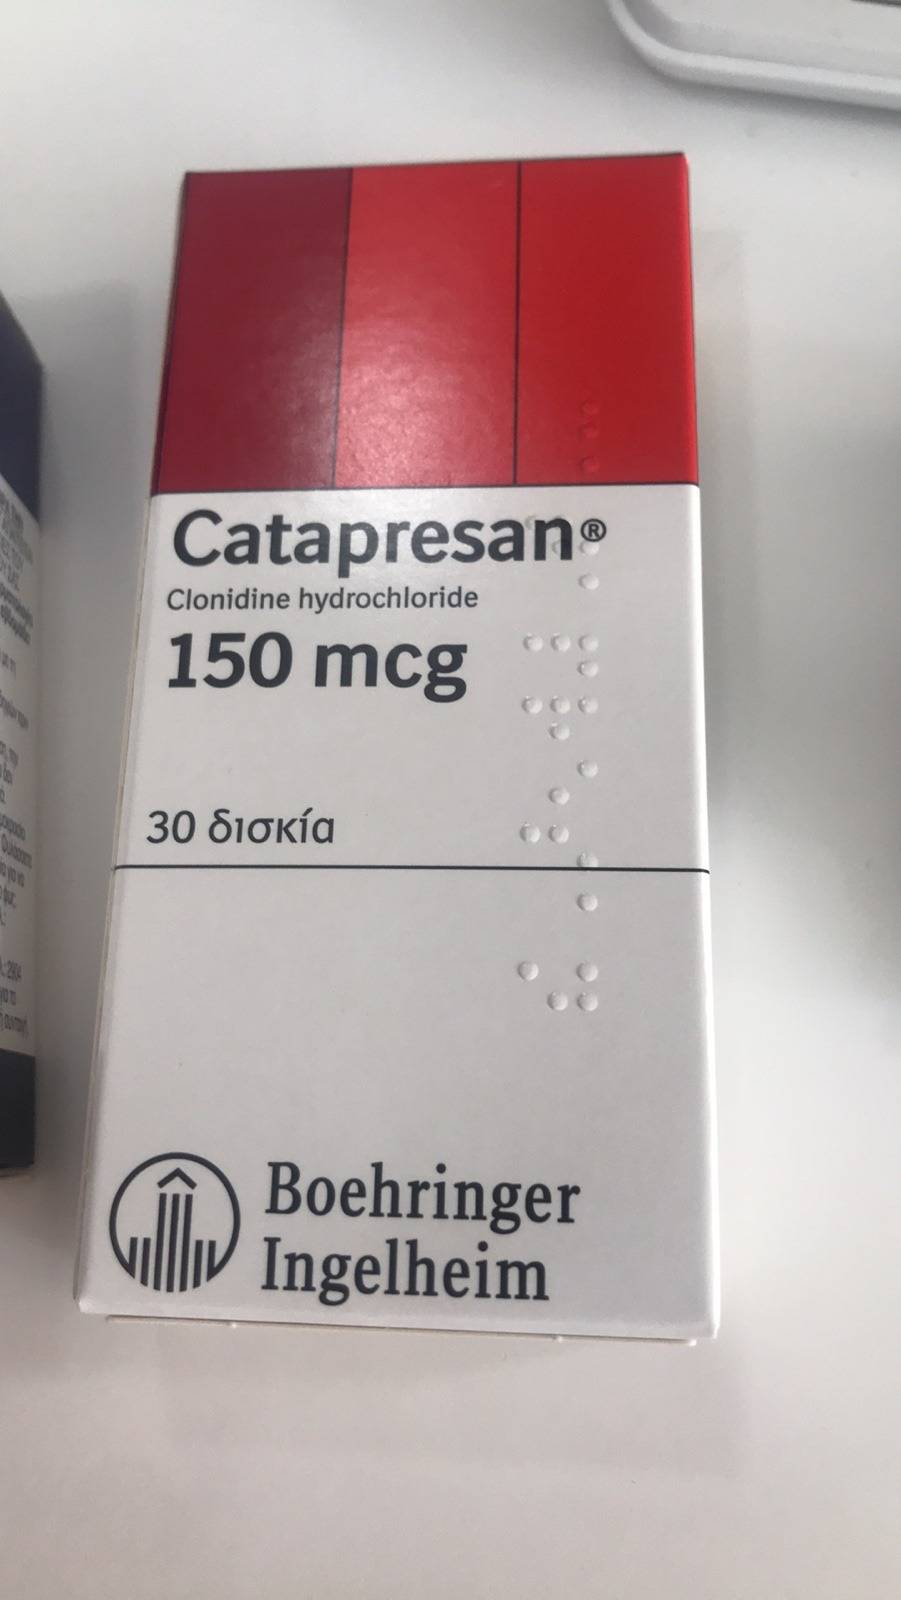 Catapresan®
Clonidine hydrochloride
150 mcg
30 δισκία
Boehringer
Ingelheim